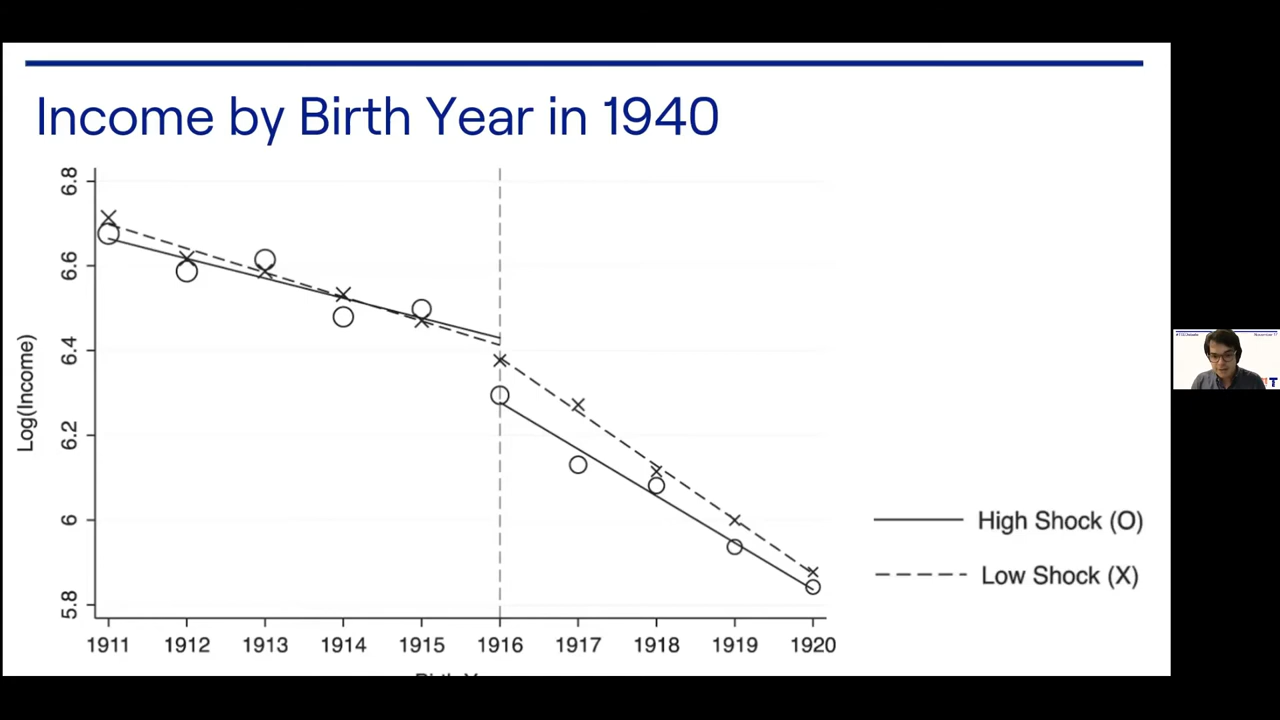 Income by Birth Year in 1940
6.8
6.6
6.4
6.2
6
5.8
Log(Income)
1911 1912 1913 1914 1915 1916 1917 1918 1919 1920
High Shock (O)
Low Shock (X)